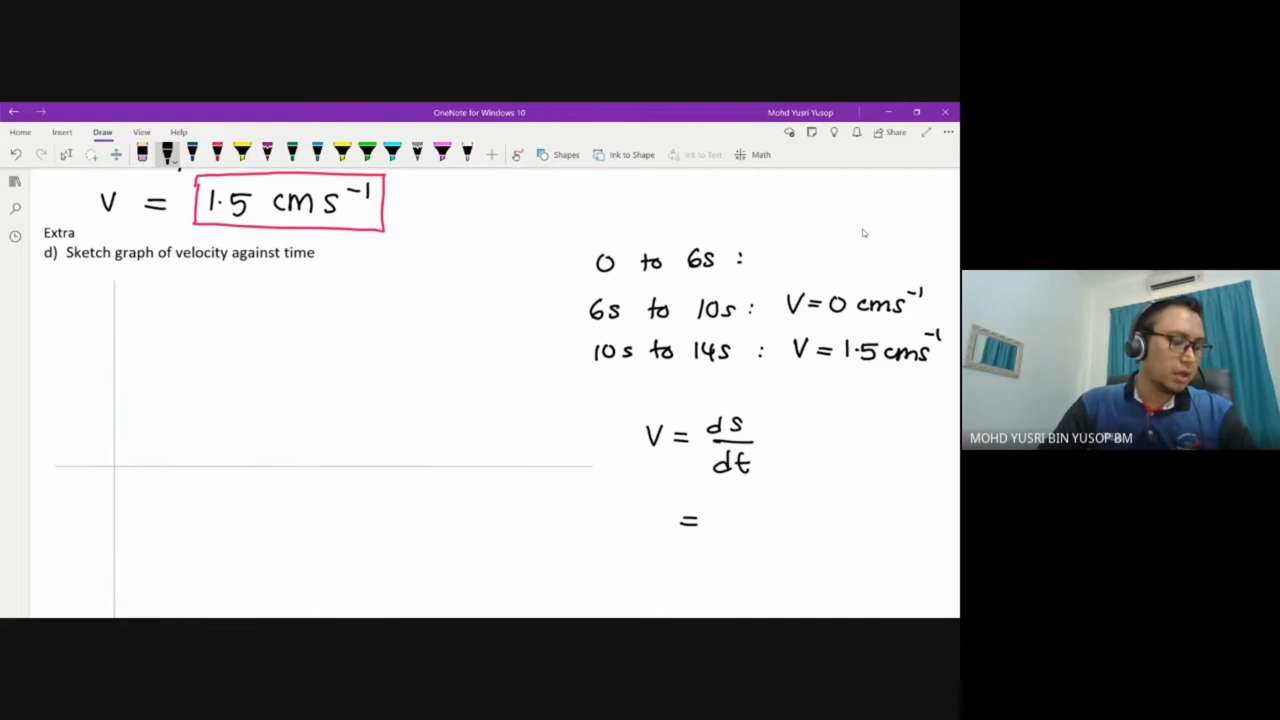 OneNote for Windows 10
Mohd Yusri Yusop
Home Insert Draw View Help
Share
Shapes Ink to Shape Ink to Text Math
V = 1.5 cm s⁻¹
Extra
d) Sketch graph of velocity against time
0 to 6s :
6s to 10s : V = 0 cms⁻¹
10s to 14s : V = 1.5 cms⁻¹
V = ds/dt
=
MOHD YUSRI BIN YUSOP BM